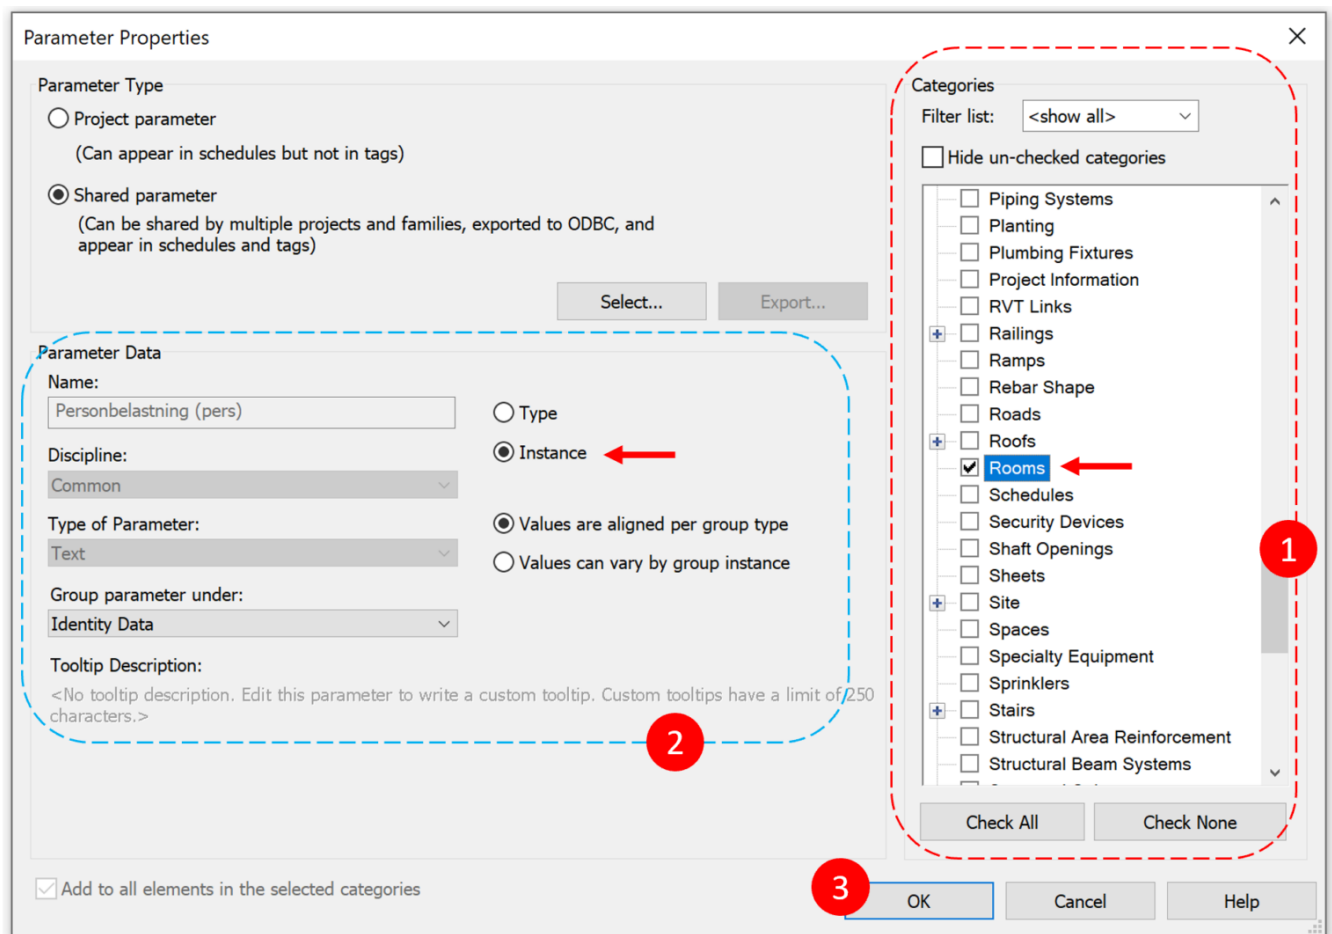 Parameter Properties
Parameter Type
Project parameter
(Can appear in schedules but not in tags)
Shared parameter
(Can be shared by multiple projects and families, exported to ODBC, and
appear in schedules and tags)
Select...
Export...
Parameter Data
Name:
Personbelastning (pers)
Discipline:
Common
Type of Parameter:
Text
Group parameter under:
Identity Data
Type
Instance
Values are aligned per group type
Values can vary by group instance
Tooltip Description:
<No tooltip description. Edit this parameter to write a custom tooltip. Custom tooltips have a limit of 250
characters.>
2
Add to all elements in the selected categories
Categories
Filter list:
<show all>
Hide un-checked categories
Piping Systems
Planting
Plumbing Fixtures
Project Information
RVT Links
Railings
Ramps
Rebar Shape
Roads
Roofs
Rooms
Schedules
Security Devices
Shaft Openings
Sheets
Site
Spaces
Specialty Equipment
Sprinklers
Stairs
Structural Area Reinforcement
Structural Beam Systems
1
Check All
Check None
3
OK
Cancel
Help